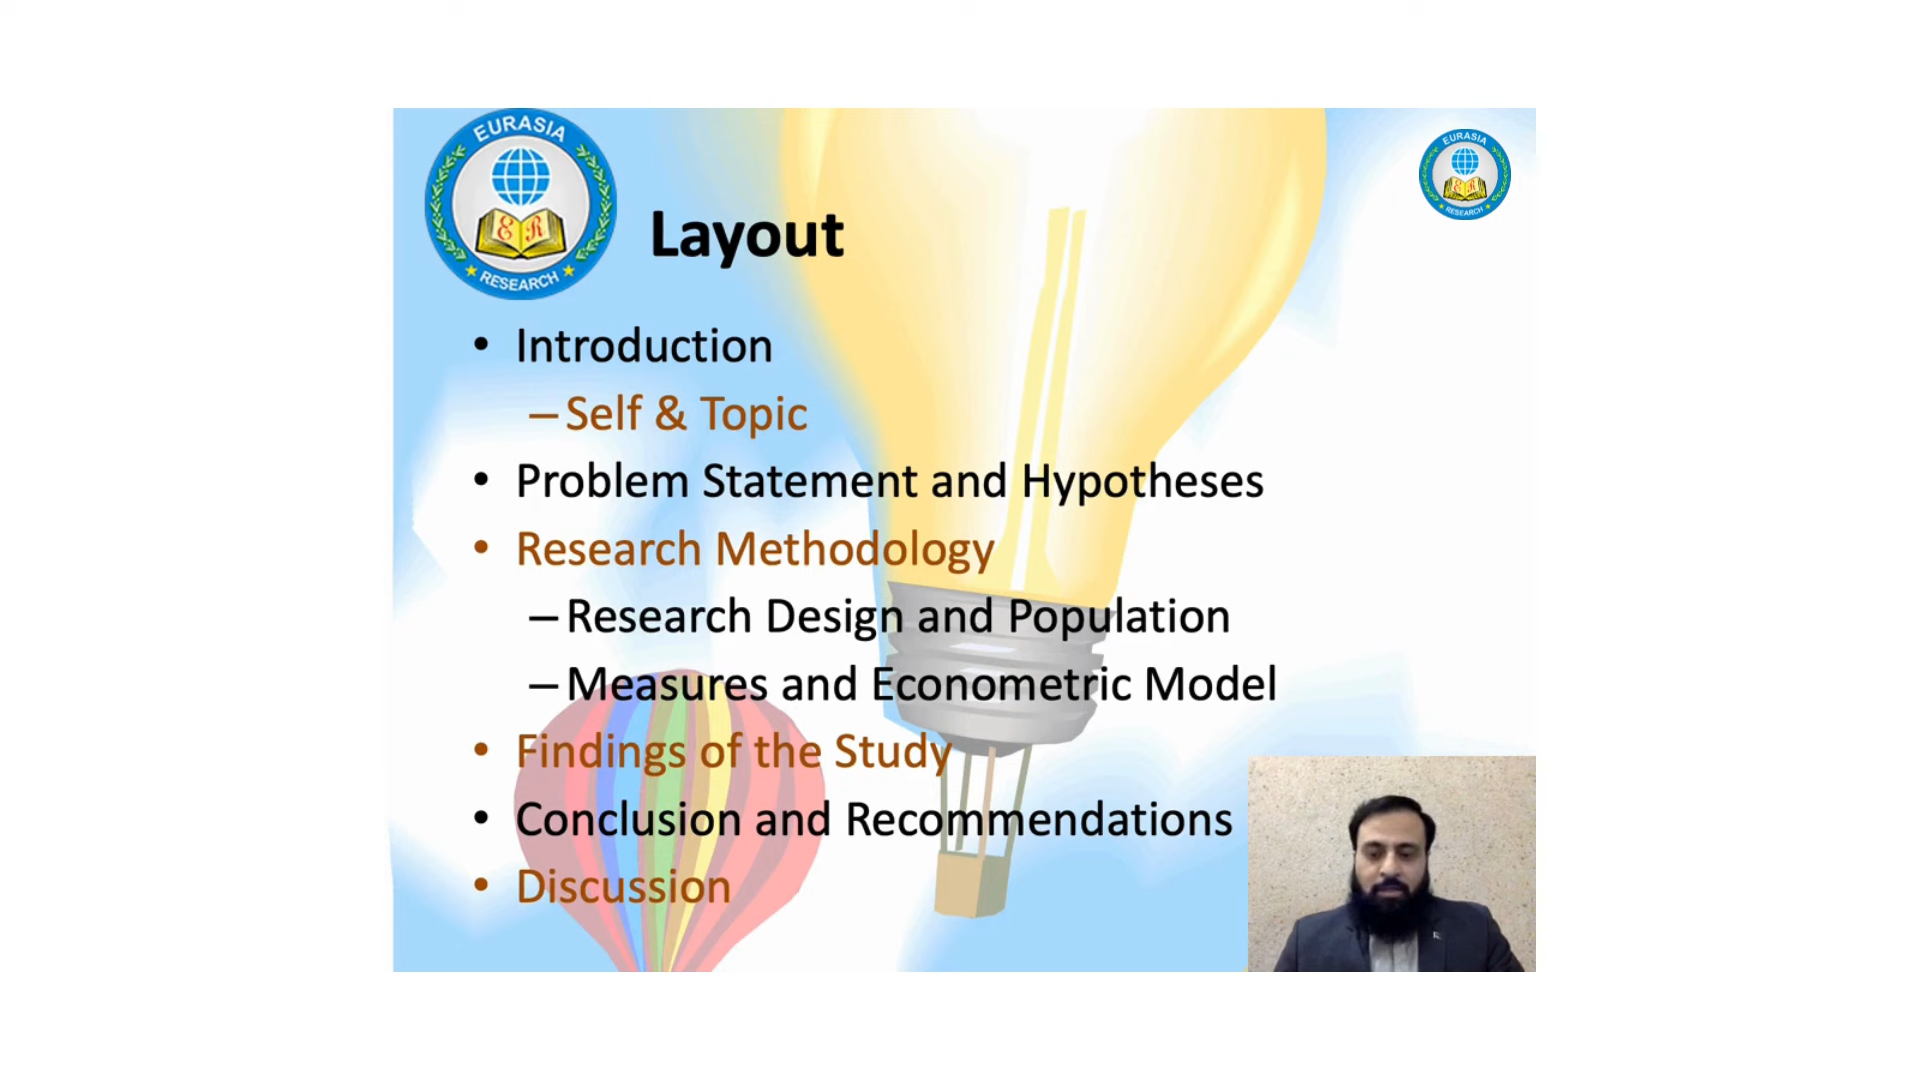 EURASIA
RESEARCH
EURASIA
RESEARCH
Layout
• Introduction
– Self & Topic
• Problem Statement and Hypotheses
• Research Methodology
– Research Design and Population
– Measures and Econometric Model
• Findings of the Study
• Conclusion and Recommendations
• Discussion